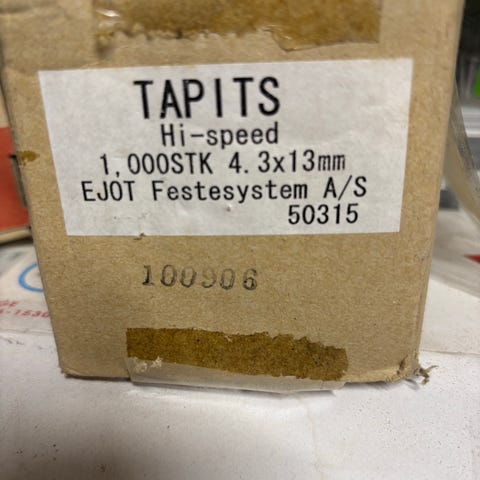 TAPITS
Hi-speed
1,000STK 4.3x13mm
EJOT Festesystem A/S
50315
100906